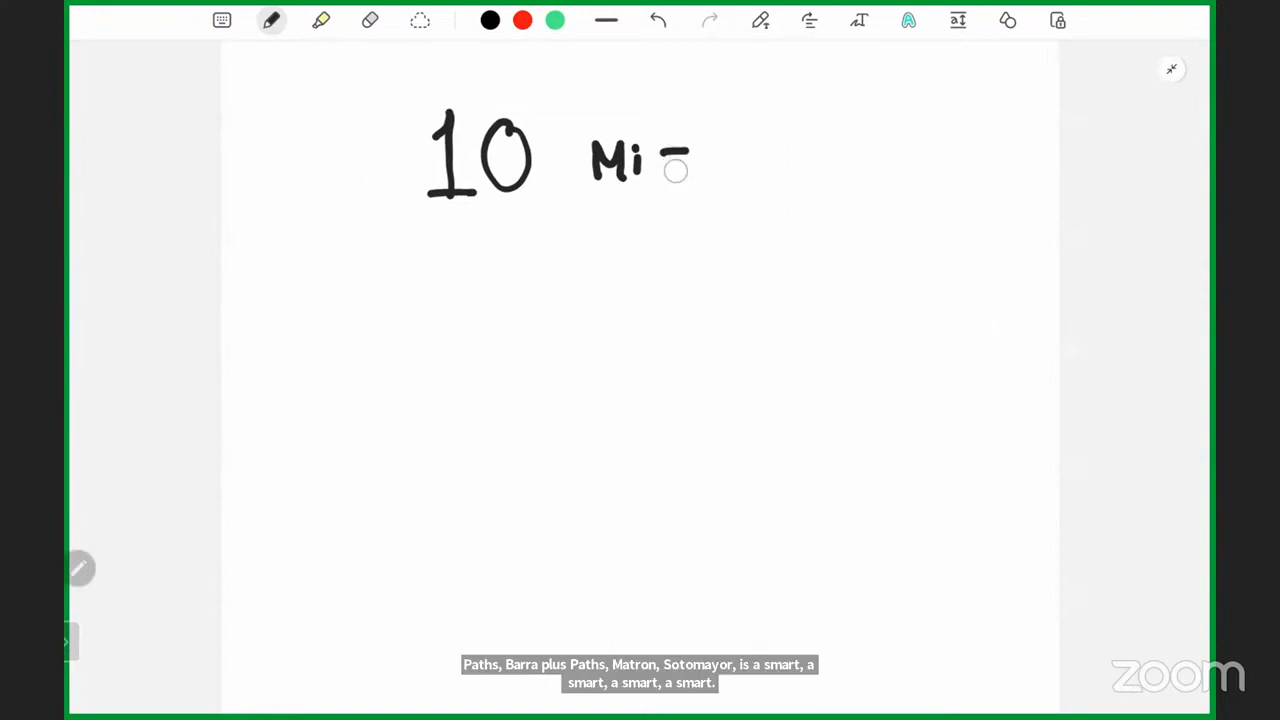 10 Mi -
Paths, Barra plus Paths, Matron, Sotomayor, is a smart, a
smart, a smart, a smart.
zoom